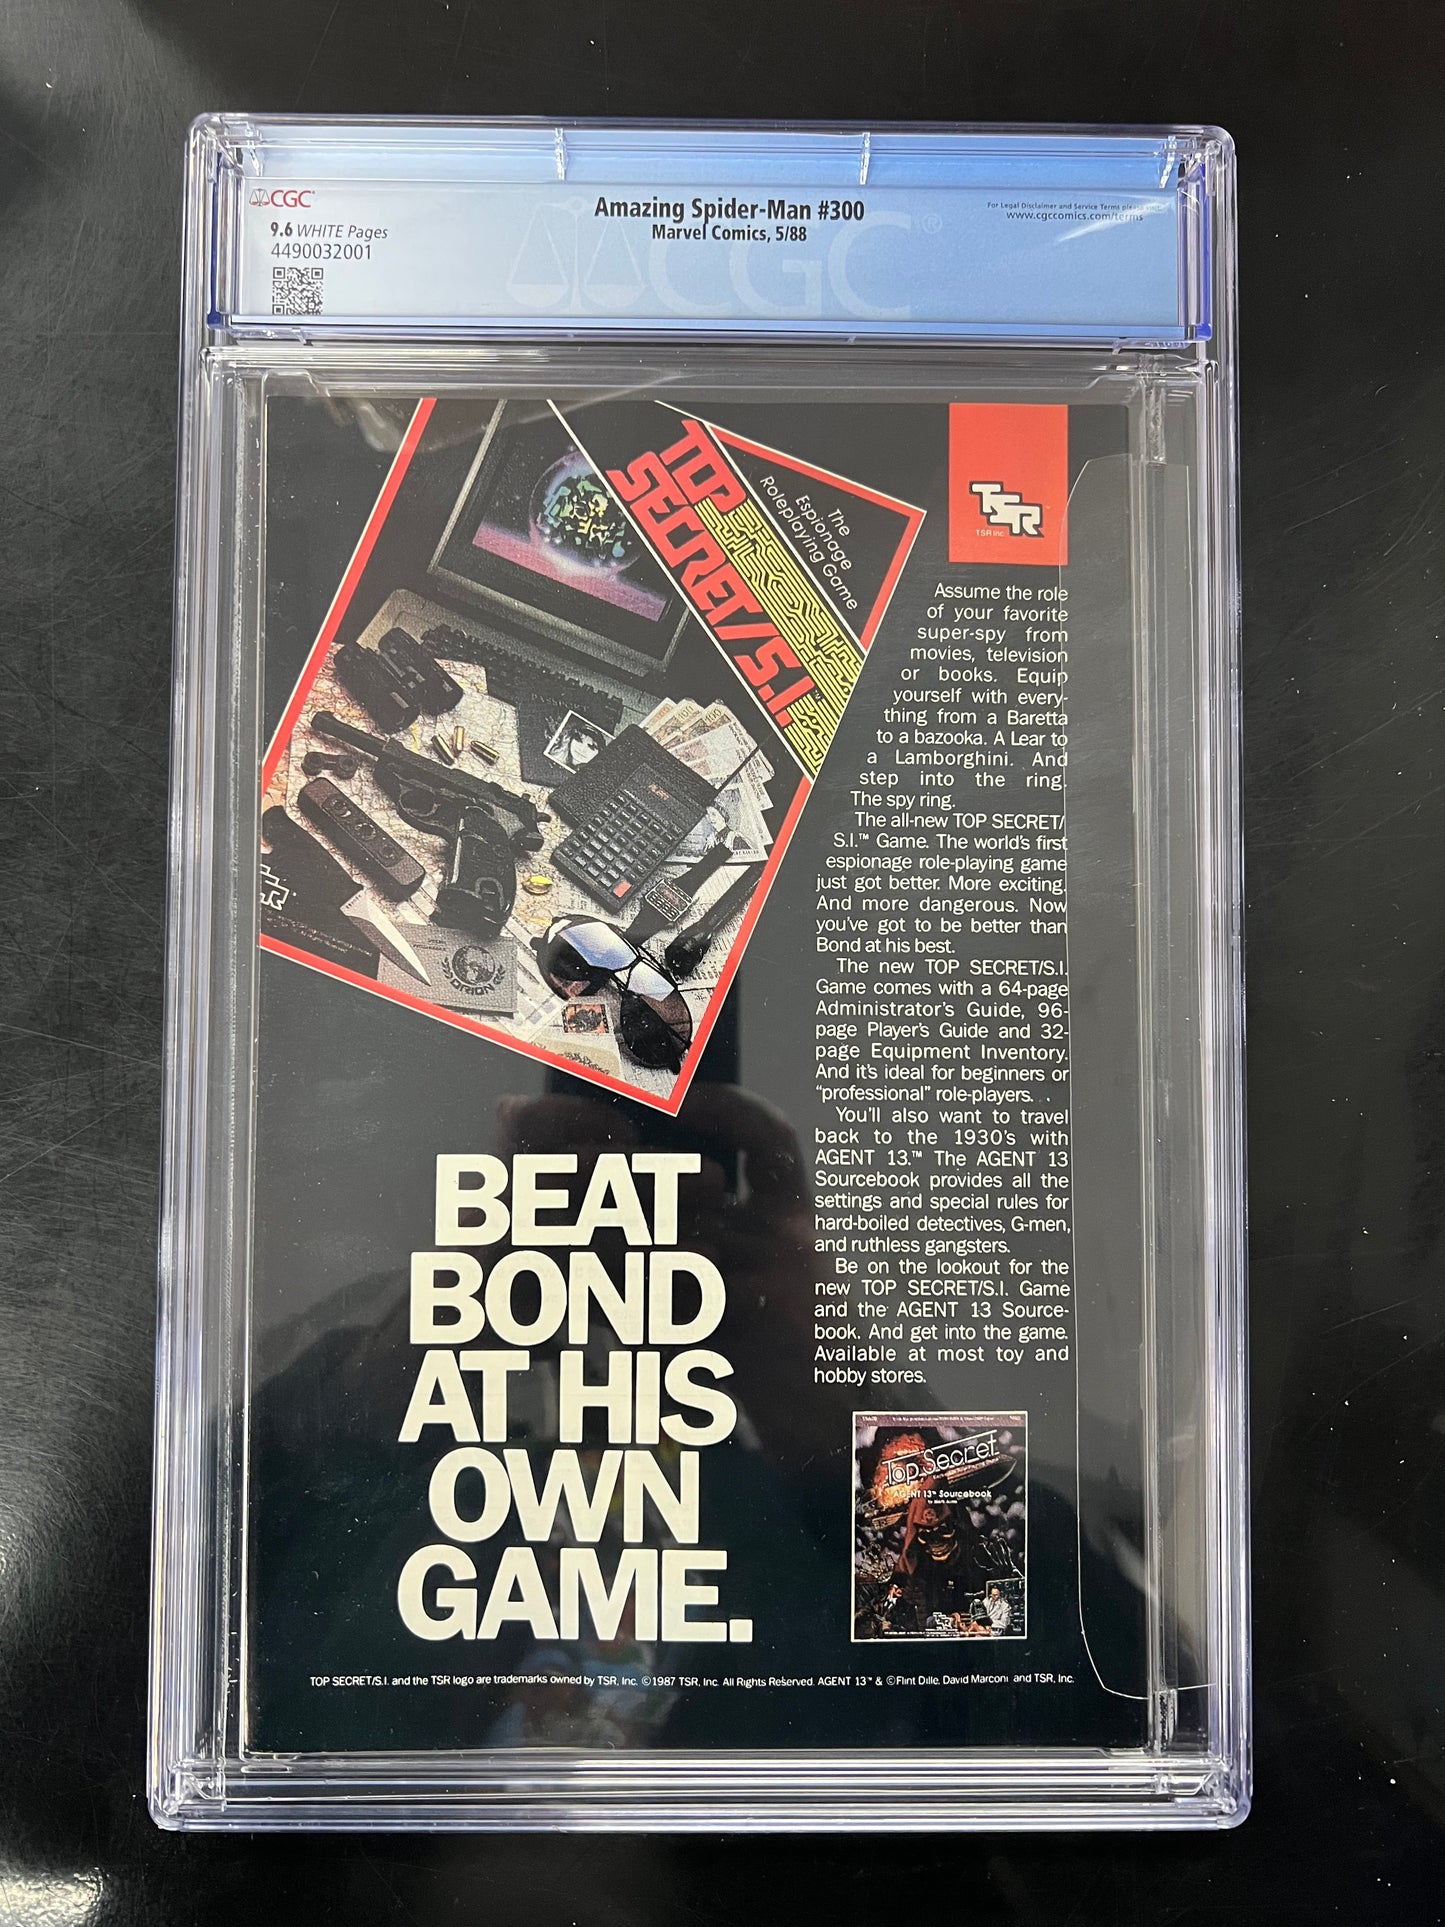 CGC
9.6 WHITE Pages
4490032001
Amazing Spider-Man #300
Marvel Comics, 5/88
For Legal Disclaimer and Service Terms please
www.cgccomics.com/terms
CGC
TOP
SECRET/S.I.™
The
Espionage
Roleplaying Game
TSR
TSR Inc.
ORION
Assume the role
of your favorite
super-spy from
movies, television
or books. Equip
yourself with every-
thing from a Baretta
to a bazooka. A Lear to
a Lamborghini. And
step into the ring.
The spy ring.
The all-new TOP SECRET/
S.I.™ Game. The world's first
espionage role-playing game
just got better. More exciting.
And more dangerous. Now
you've got to be better than
Bond at his best.
The new TOP SECRET/S.I.
Game comes with a 64-page
Administrator's Guide, 96-
page Player's Guide and 32-
page Equipment Inventory.
And it's ideal for beginners or
"professional" role-players.
You'll also want to travel
back to the 1930's with
AGENT 13.™ The AGENT 13
Sourcebook provides all the
settings and special rules for
hard-boiled detectives, G-men,
and ruthless gangsters.
Be on the lookout for the
new TOP SECRET/S.I. Game
and the AGENT 13 Source-
book. And get into the game.
Available at most toy and
hobby stores.
BEAT
BOND
AT HIS
OWN
GAME.
Top Secret
AGENT 13™ Sourcebook
TOP SECRET/S.I. and the TSR logo are trademarks owned by TSR, Inc. ©1987 TSR, Inc. All Rights Reserved. AGENT 13™ & ©Flint Dille, David Marconi and TSR, Inc.